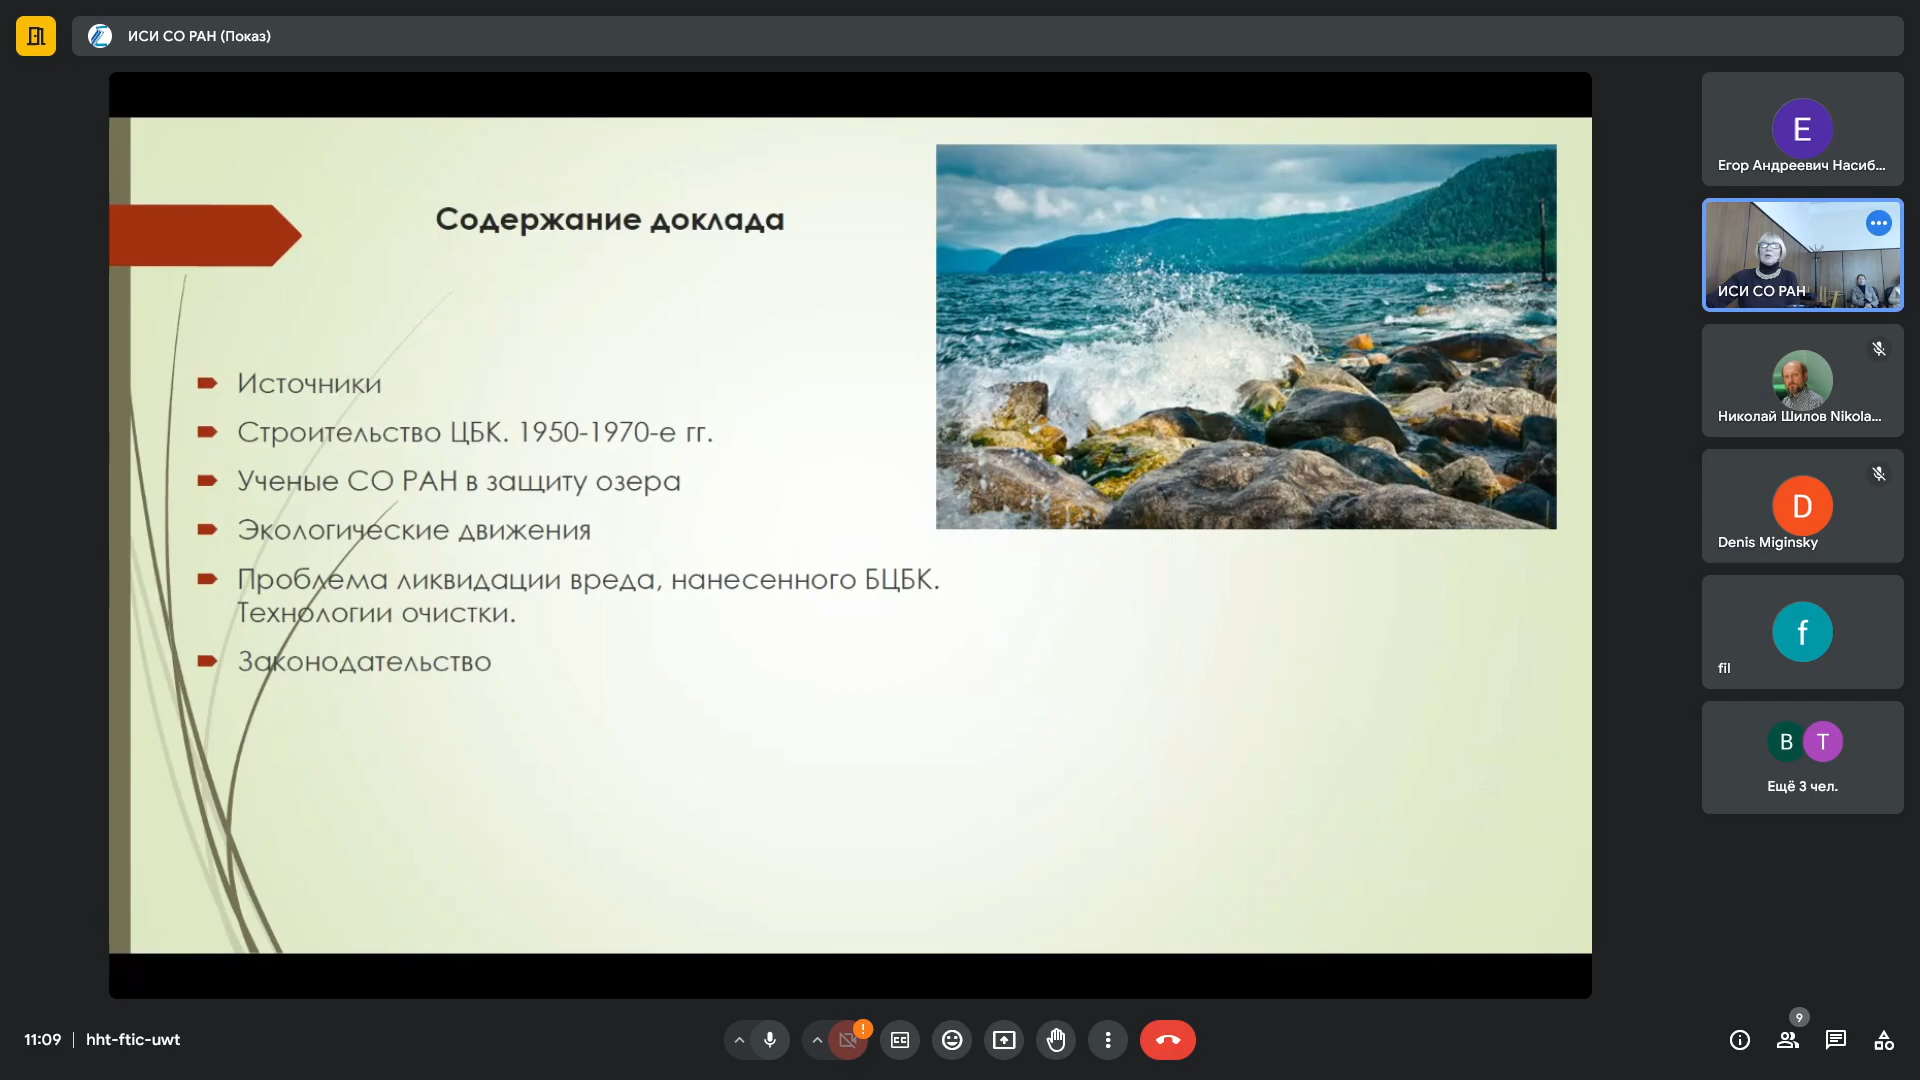 ИСИ СО РАН (Показ)
Содержание доклада
Источники
Строительство ЦБК. 1950-1970-е гг.
Ученые СО РАН в защиту озера
Экологические движения
Проблема ликвидации вреда, нанесенного БЦБК.
Технологии очистки.
Законодательство
E
Егор Андреевич Насиб...
ИСИ СО РАН
Николай Шилов Nikola...
D
Denis Miginsky
f
fil
B T
Ещё 3 чел.
11:09 | hht-ftic-uwt
9